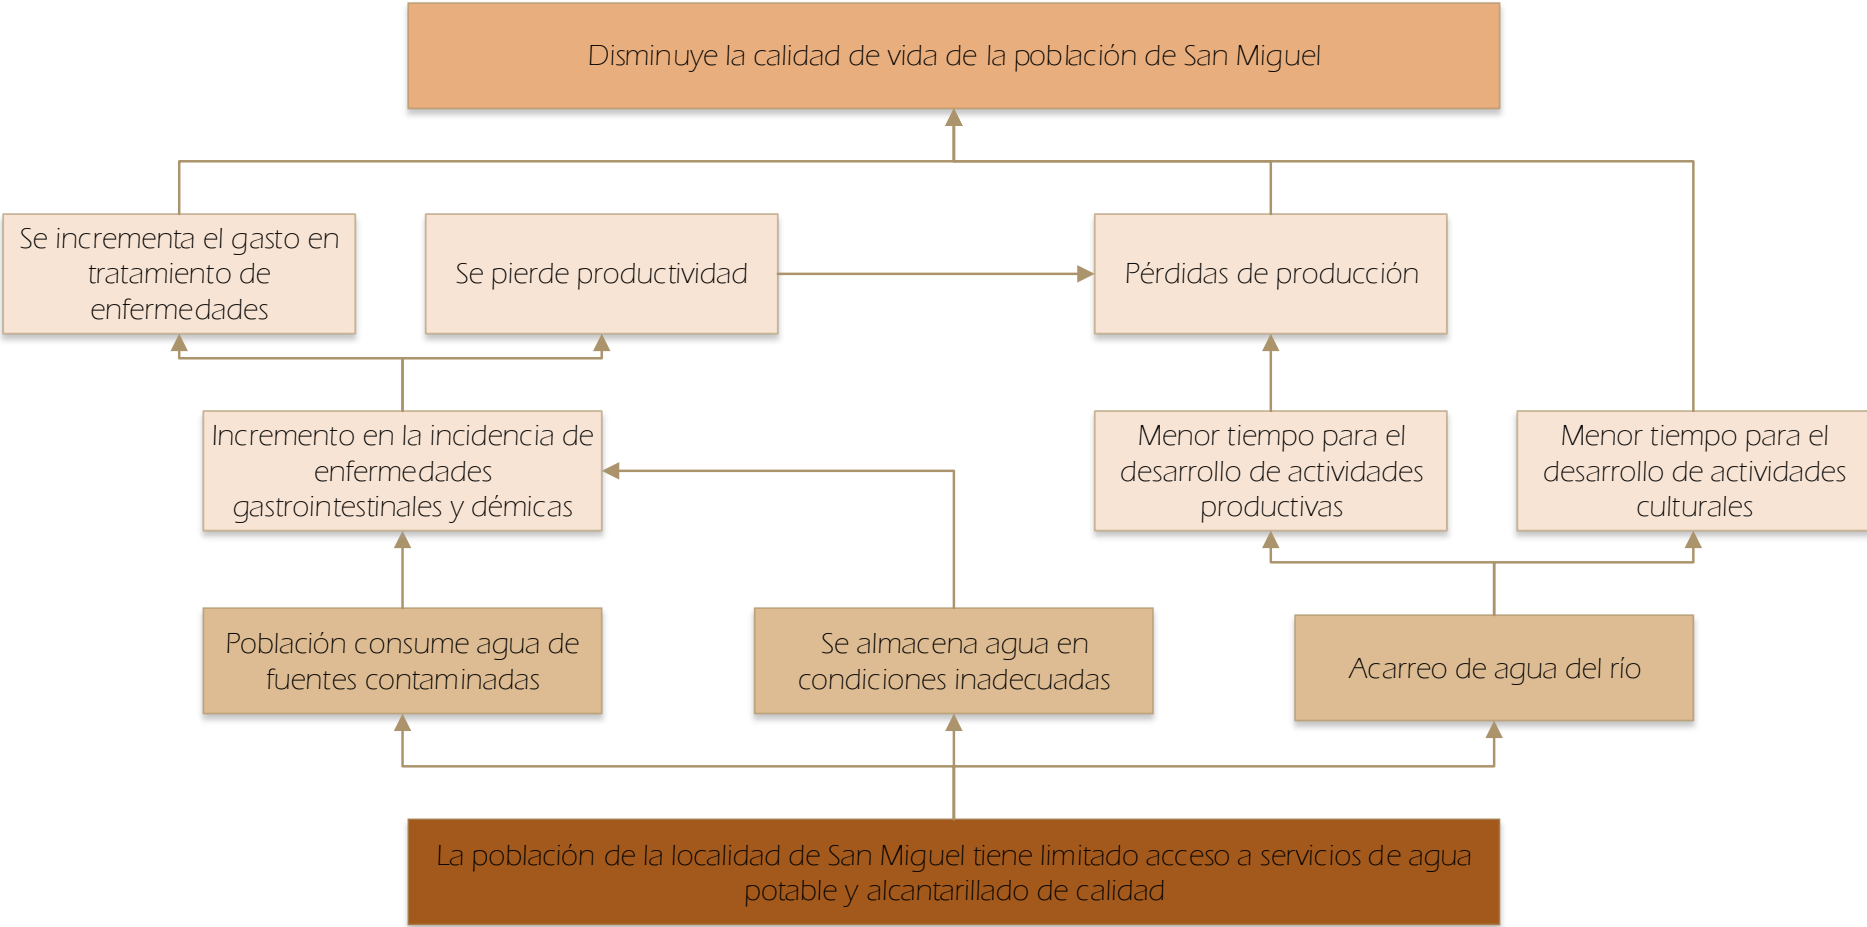 Disminuye la calidad de vida de la población de San Miguel
Se incrementa el gasto en
tratamiento de
enfermedades
Se pierde productividad
Pérdidas de producción
Incremento en la incidencia de
enfermedades
gastrointestinales y démicas
Menor tiempo para el
desarrollo de actividades
productivas
Menor tiempo para el
desarrollo de actividades
culturales
Población consume agua de
fuentes contaminadas
Se almacena agua en
condiciones inadecuadas
Acarreo de agua del río
La población de la localidad de San Miguel tiene limitado acceso a servicios de agua
potable y alcantarillado de calidad